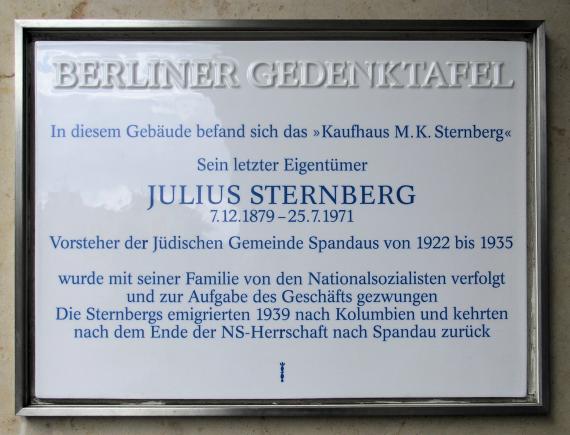 BERLINER GEDENKTAFEL
In diesem Gebäude befand sich das »Kaufhaus M. K. Sternberg«
Sein letzter Eigentümer
JULIUS STERNBERG
7.12.1879 – 25.7.1971
Vorsteher der Jüdischen Gemeinde Spandaus von 1922 bis 1935
wurde mit seiner Familie von den Nationalsozialisten verfolgt
und zur Aufgabe des Geschäfts gezwungen
Die Sternbergs emigrierten 1939 nach Kolumbien und kehrten
nach dem Ende der NS-Herrschaft nach Spandau zurück